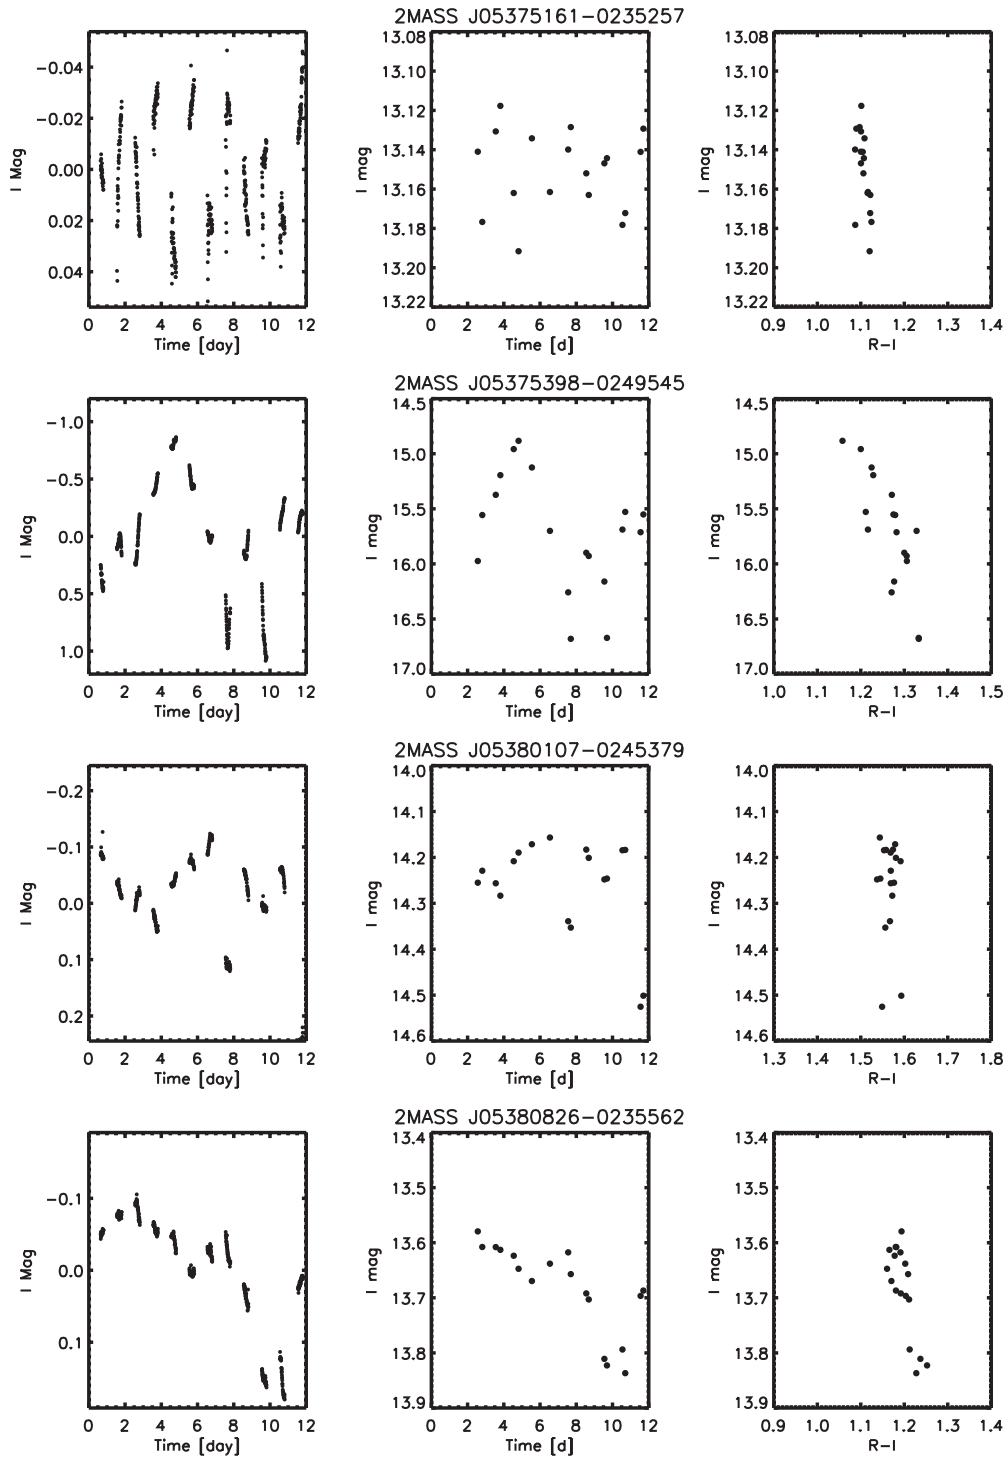 2MASS J05375161-0235257
-0.04
-0.02
0.00
0.02
0.04
I Mag
0 2 4 6 8 10 12
Time [day]
13.08
13.10
13.12
13.14
13.16
13.18
13.20
13.22
I mag
0 2 4 6 8 10 12
Time [d]
13.08
13.10
13.12
13.14
13.16
13.18
13.20
13.22
I mag
0.9 1.0 1.1 1.2 1.3 1.4
R-I
2MASS J05375398-0249545
-1.0
-0.5
0.0
0.5
1.0
I Mag
0 2 4 6 8 10 12
Time [day]
14.5
15.0
15.5
16.0
16.5
17.0
I mag
0 2 4 6 8 10 12
Time [d]
14.5
15.0
15.5
16.0
16.5
17.0
I mag
1.0 1.1 1.2 1.3 1.4 1.5
R-I
2MASS J05380107-0245379
-0.2
-0.1
0.0
0.1
0.2
I Mag
0 2 4 6 8 10 12
Time [day]
14.0
14.1
14.2
14.3
14.4
14.5
14.6
I mag
0 2 4 6 8 10 12
Time [d]
14.0
14.1
14.2
14.3
14.4
14.5
14.6
I mag
1.3 1.4 1.5 1.6 1.7 1.8
R-I
2MASS J05380826-0235562
-0.1
0.0
0.1
I Mag
0 2 4 6 8 10 12
Time [day]
13.4
13.5
13.6
13.7
13.8
13.9
I mag
0 2 4 6 8 10 12
Time [d]
13.4
13.5
13.6
13.7
13.8
13.9
I mag
0.9 1.0 1.1 1.2 1.3 1.4
R-I